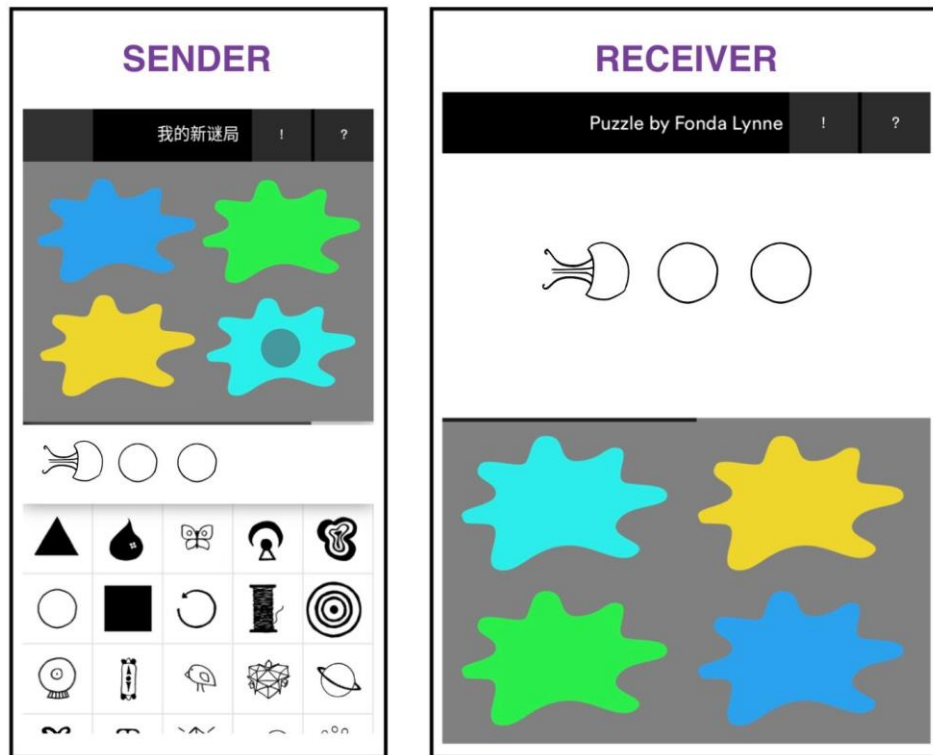 SENDER
我的新谜局 ! ?
RECEIVER
Puzzle by Fonda Lynne ! ?